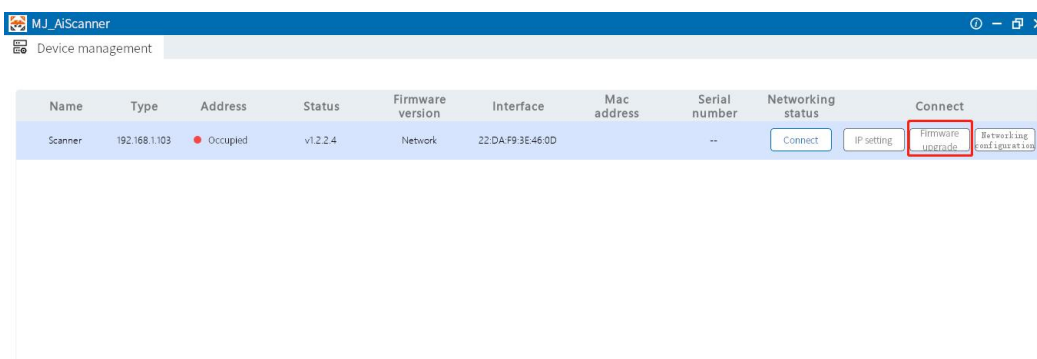 MJ_AiScanner
Device management
Name Type Address Status Firmware version Interface Mac address Serial number Networking status Connect
Scanner 192.168.1.103 Occupied v1.2.2.4 Network 22:DA:F9:3E:46:0D -- Connect IP setting Firmware upgrade Networking configuration